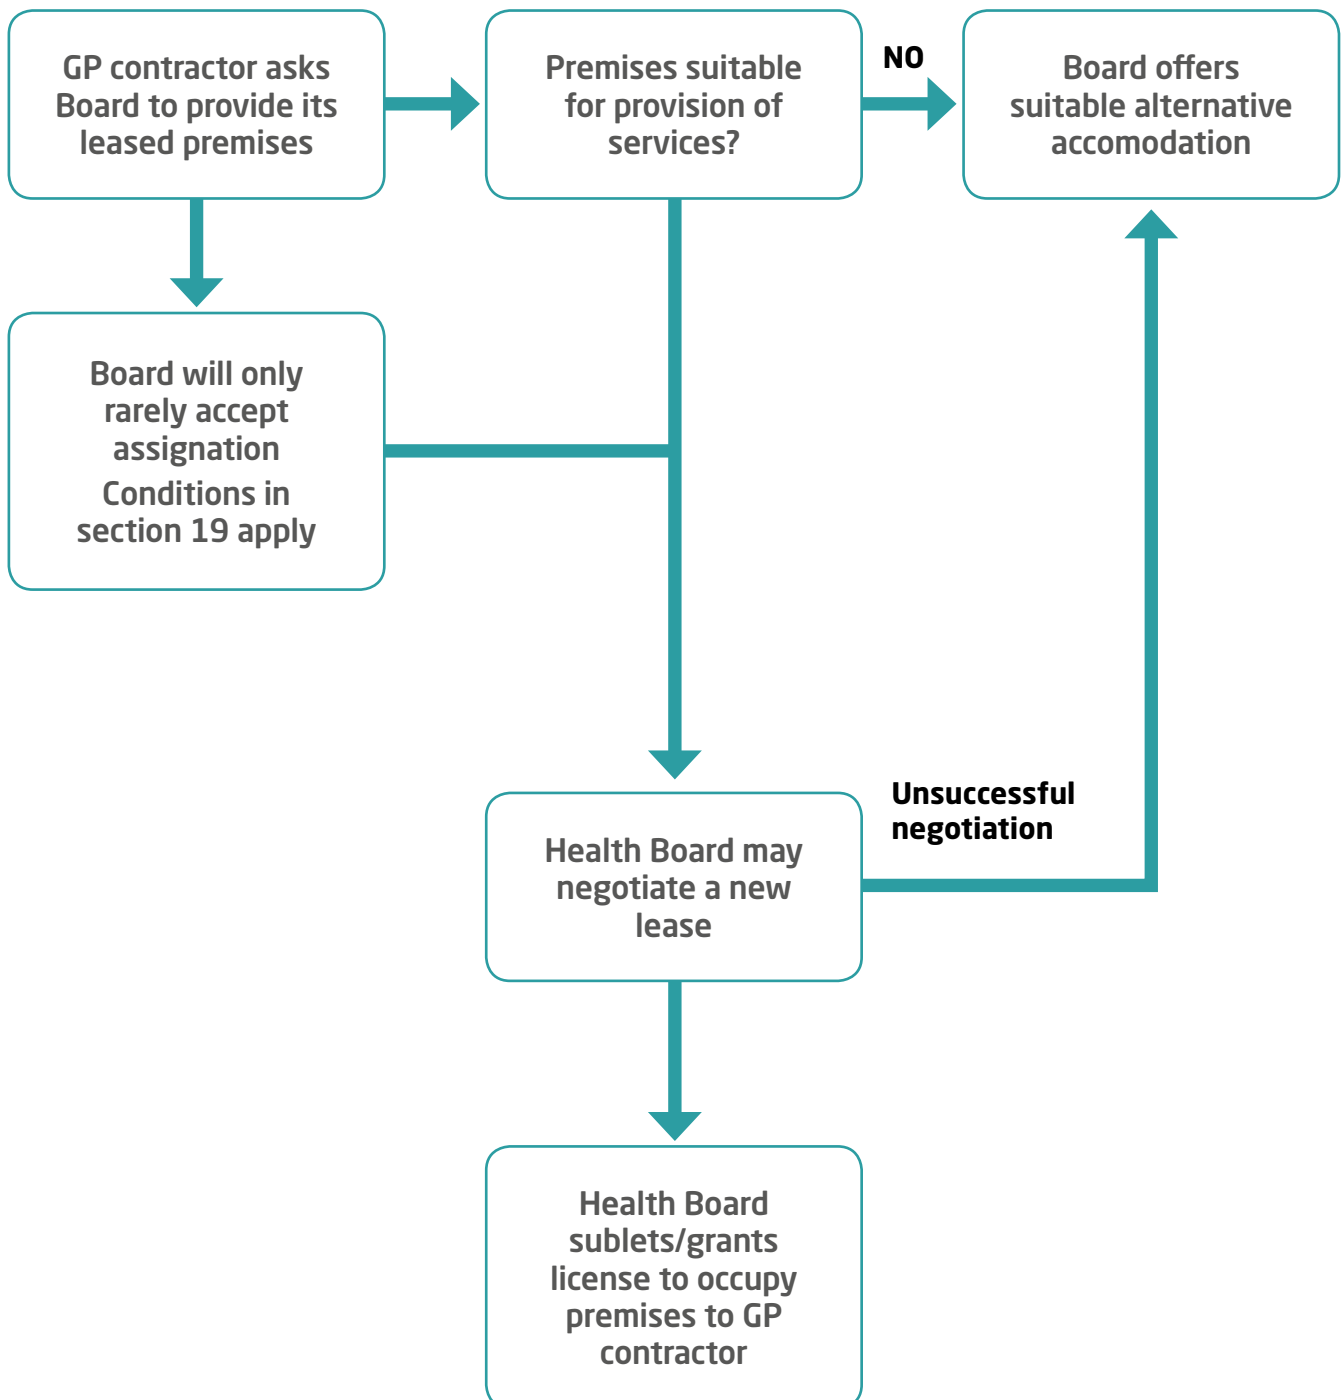 GP contractor asks
Board to provide its
leased premises
Premises suitable
for provision of
services?
NO
Board offers
suitable alternative
accomodation
Board will only
rarely accept
assignation
Conditions in
section 19 apply
Health Board may
negotiate a new
lease
Unsuccessful
negotiation
Health Board
sublets/grants
license to occupy
premises to GP
contractor